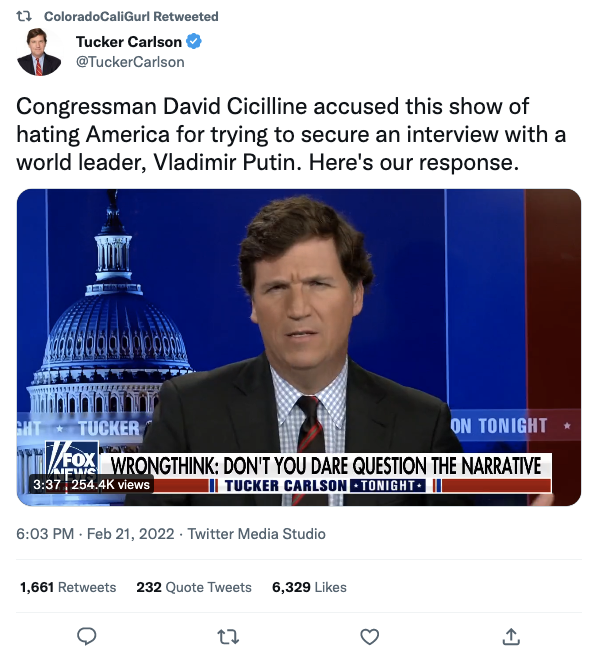 ColoradoCaliGurl Retweeted
Tucker Carlson
@TuckerCarlson
Congressman David Cicilline accused this show of
hating America for trying to secure an interview with a
world leader, Vladimir Putin. Here's our response.
GHT TUCKER
ON TONIGHT
FOX
NEWS
WRONGTHINK: DON'T YOU DARE QUESTION THE NARRATIVE
3:37 254.4K views
TUCKER CARLSON TONIGHT
6:03 PM · Feb 21, 2022 · Twitter Media Studio
1,661 Retweets 232 Quote Tweets 6,329 Likes